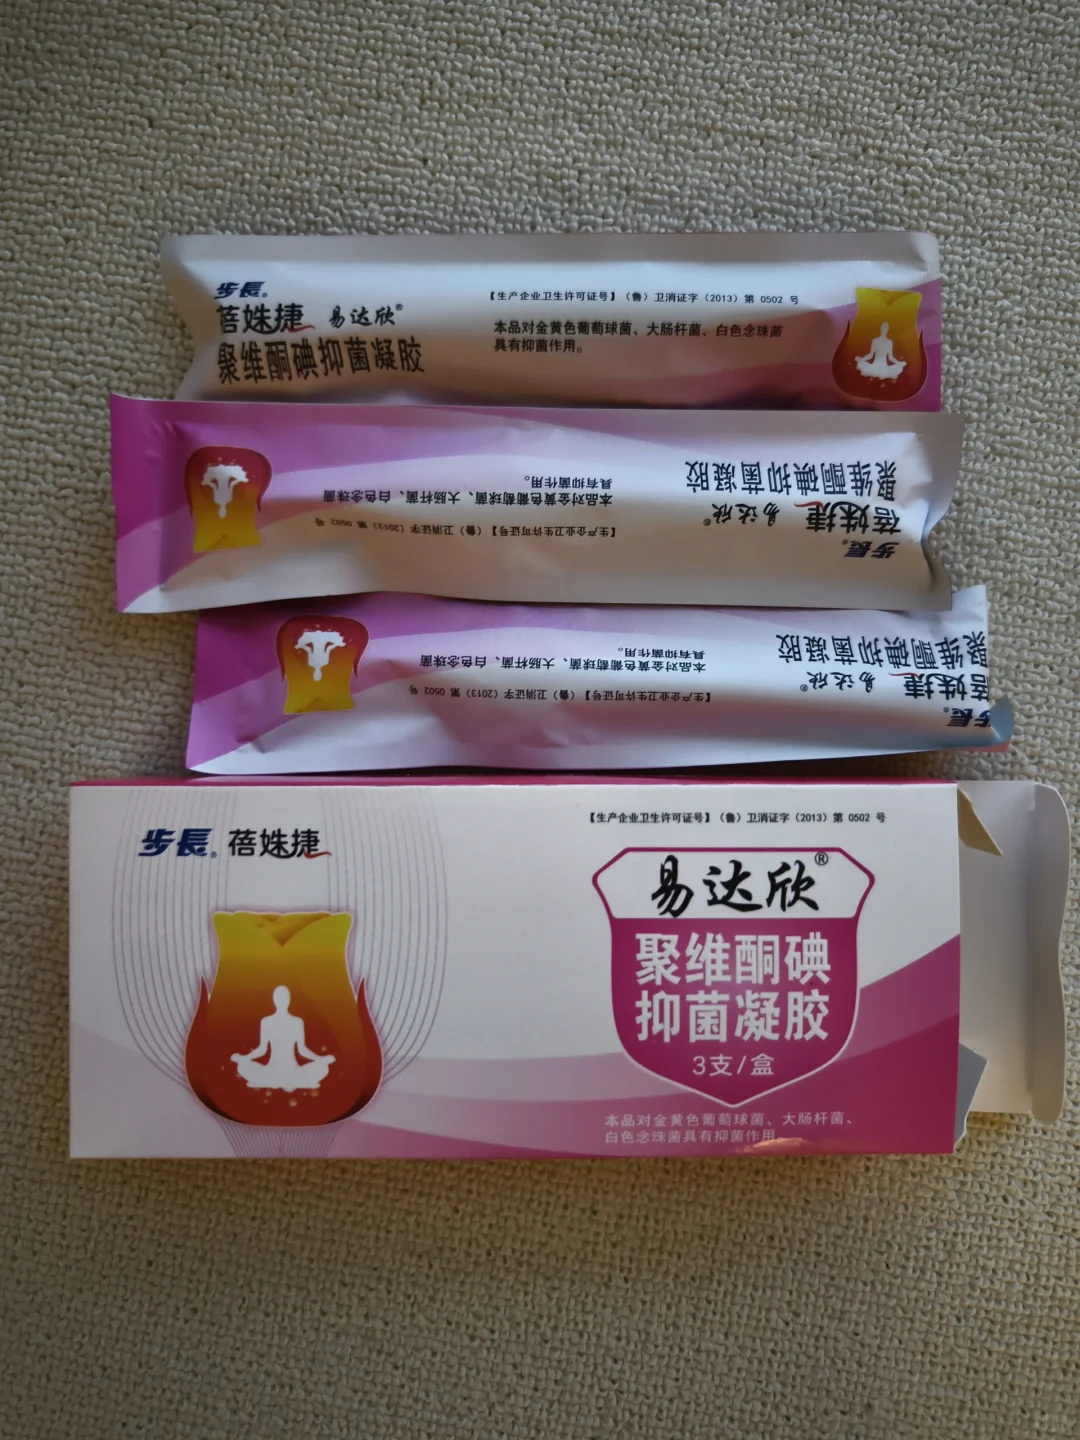 步長®
蓓姝捷 易达欣®
聚维酮碘抑菌凝胶
【生产企业卫生许可证号】（鲁）卫消证字（2013）第 0502 号
本品对金黄色葡萄球菌、大肠杆菌、白色念珠菌
具有抑菌作用。
步長®
蓓姝捷 易达欣®
聚维酮碘抑菌凝胶
【生产企业卫生许可证号】（鲁）卫消证字（2013）第 0502 号
本品对金黄色葡萄球菌、大肠杆菌、白色念珠菌
具有抑菌作用。
步長®
蓓姝捷 易达欣®
聚维酮碘抑菌凝胶
【生产企业卫生许可证号】（鲁）卫消证字（2013）第 0502 号
本品对金黄色葡萄球菌、大肠杆菌、白色念珠菌
具有抑菌作用。
步長® 蓓姝捷
【生产企业卫生许可证号】（鲁）卫消证字（2013）第 0502 号
易达欣®
聚维酮碘
抑菌凝胶
3支/盒
本品对金黄色葡萄球菌、大肠杆菌、
白色念珠菌具有抑菌作用